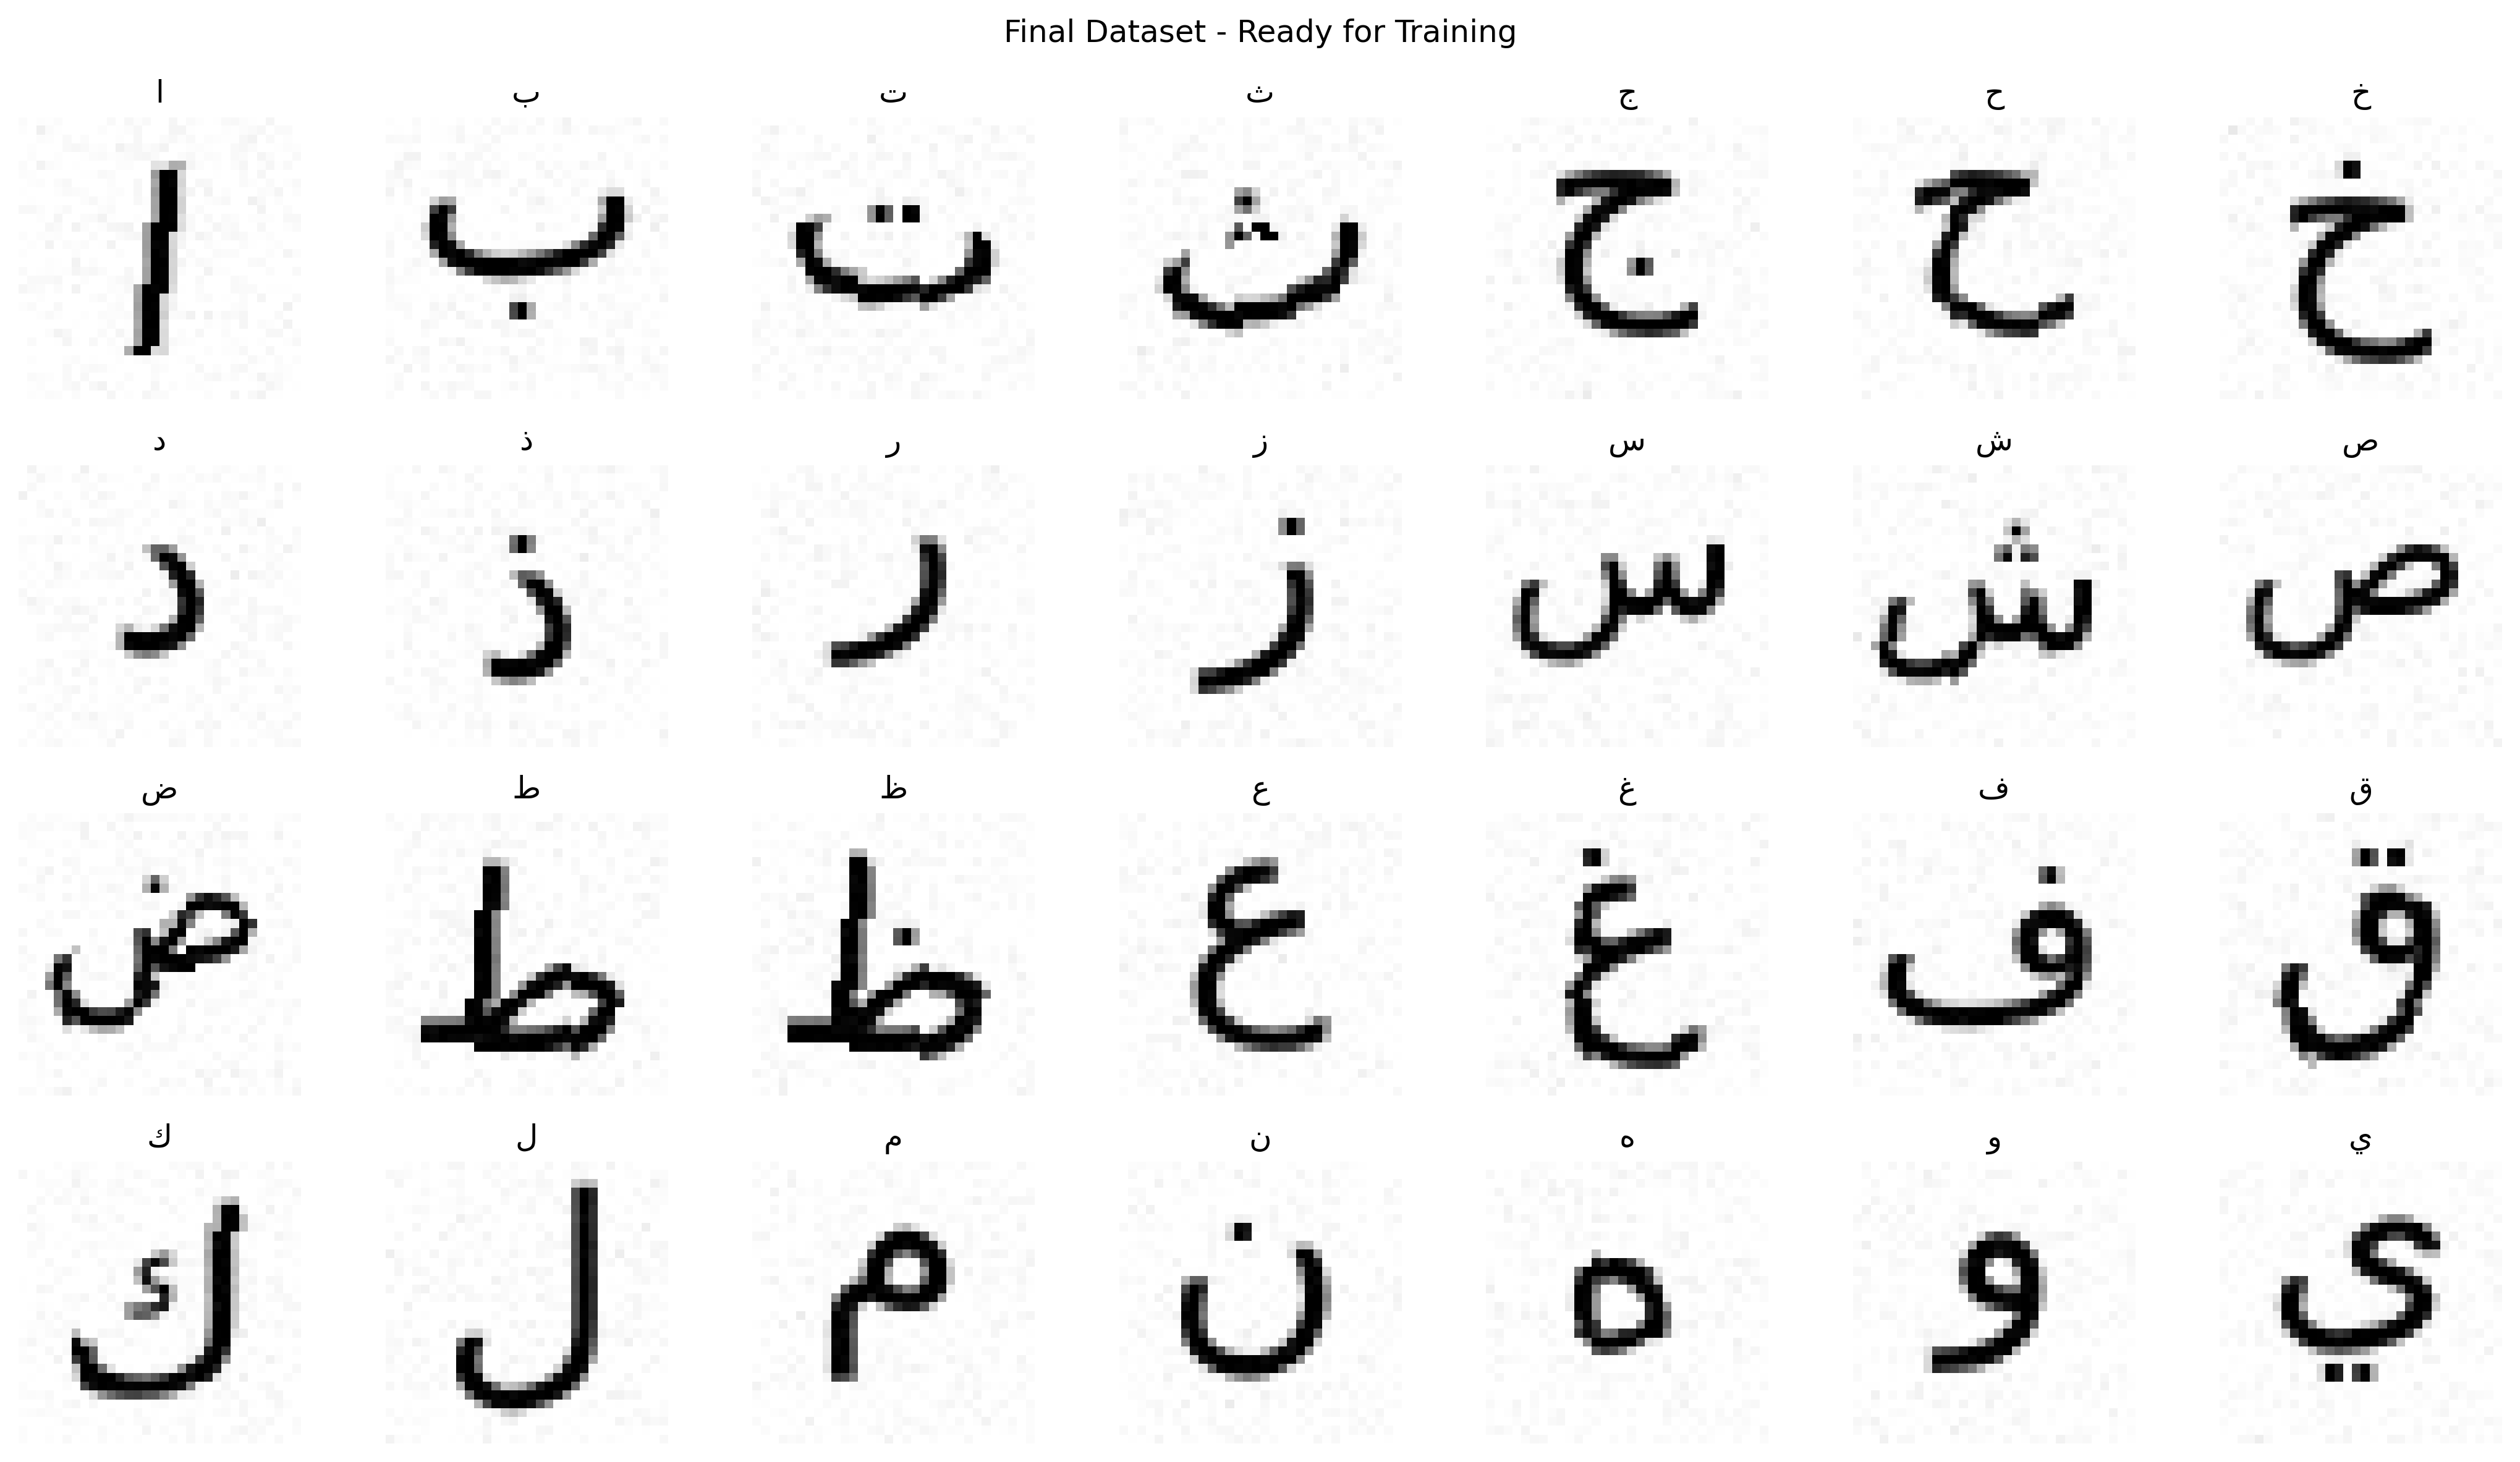 Final Dataset - Ready for Training
ا ب ت ث ج ح خ
ا ب ت ث ج ح خ
د ذ ر ز س ش ص
د ذ ر ز س ش ص
ض ط ظ ع غ ف ق
ض ط ظ ع غ ف ق
ك ل م ن ه و ي
ك ل م ن ه و ي